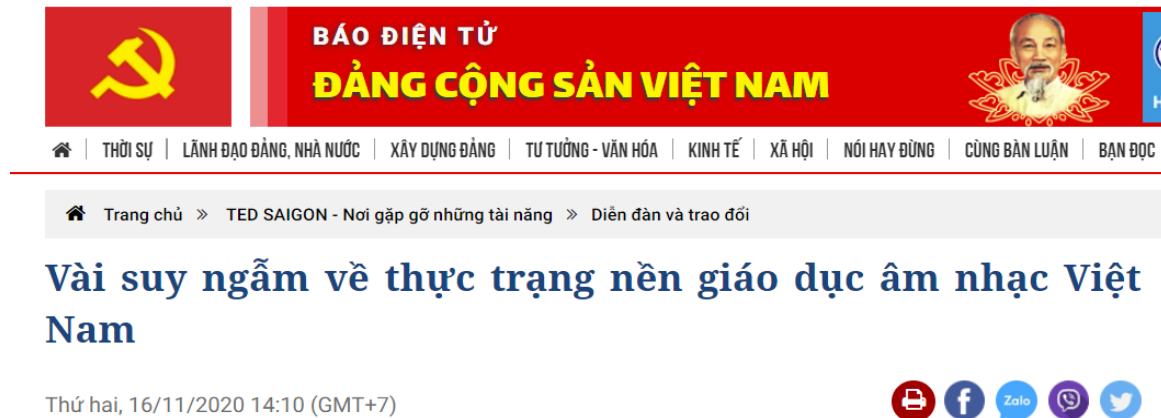 BÁO ĐIỆN TỬ
ĐẢNG CỘNG SẢN VIỆT NAM
THỜI SỰ | LÃNH ĐẠO ĐẢNG, NHÀ NƯỚC | XÂY DỰNG ĐẢNG | TƯ TƯỞNG - VĂN HÓA | KINH TẾ | XÃ HỘI | NÓI HAY ĐỪNG | CÙNG BÀN LUẬN | BẠN ĐỌC
Trang chủ » TED SAIGON - Nơi gặp gỡ những tài năng » Diễn đàn và trao đổi
Vài suy ngẫm về thực trạng nền giáo dục âm nhạc Việt
Nam
Thứ hai, 16/11/2020 14:10 (GMT+7)
Zalo